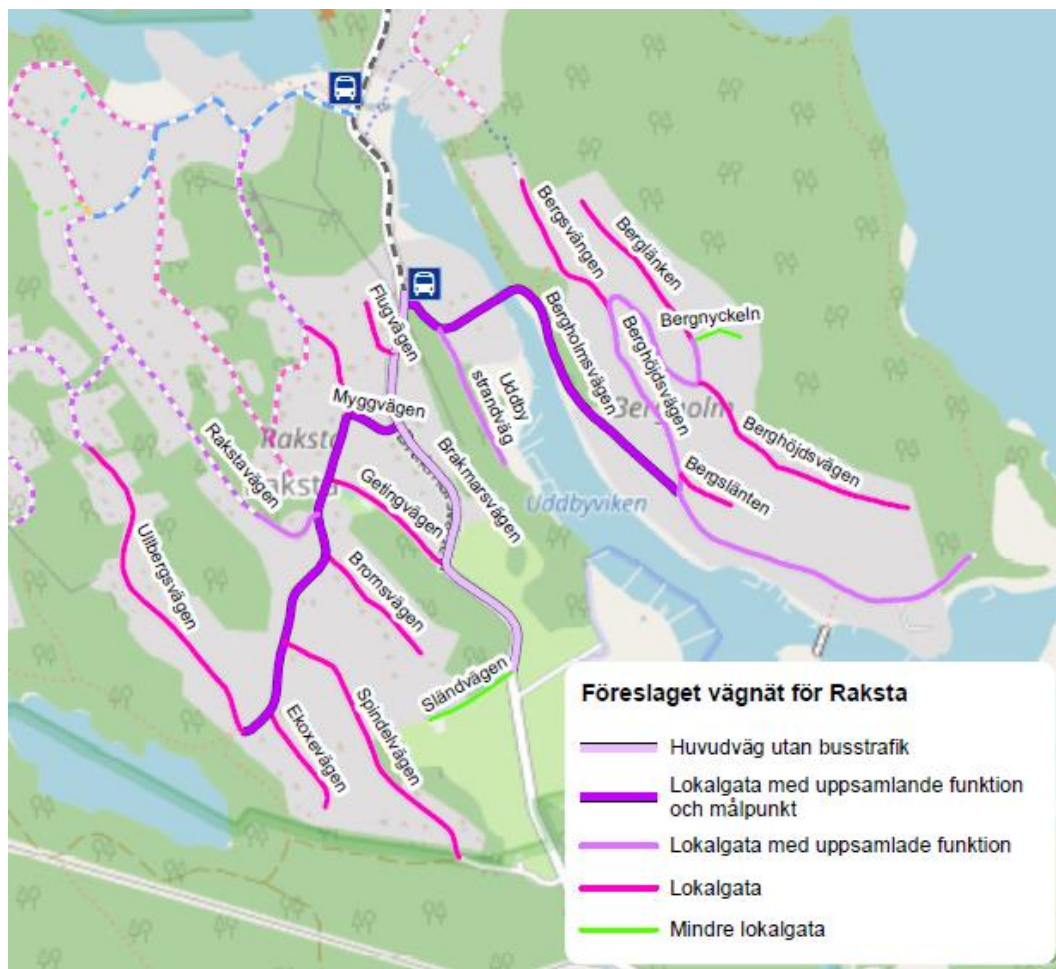 Bergsvängen
Berglänken
Flugvägen
Bergnyckeln
Bergholmsvägen
Berghöjdsvägen
Uddby
strandväg
Myggvägen
Bergholm
Raksta
Raksta
Rakstavägen
Brakmarsvägen
Berghöjdsvägen
Getingvägen
Bergslänten
Uddbyviken
Ullbergsvägen
Bromsvägen
Sländvägen
Spindelvägen
Ekoxevägen
Föreslaget vägnät för Raksta
Huvudväg utan busstrafik
Lokalgata med uppsamlande funktion
och målpunkt
Lokalgata med uppsamlade funktion
Lokalgata
Mindre lokalgata